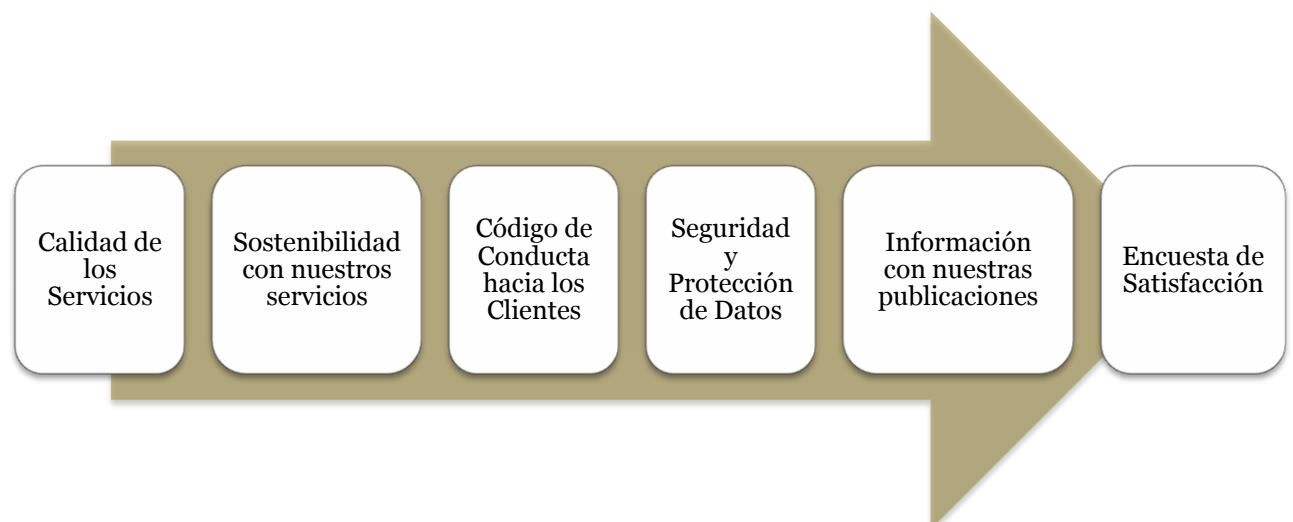 Calidad de
los
Servicios
Sostenibilidad
con nuestros
servicios
Código de
Conducta
hacia los
Clientes
Seguridad
y
Protección
de Datos
Información
con nuestras
publicaciones
Encuesta de
Satisfacción